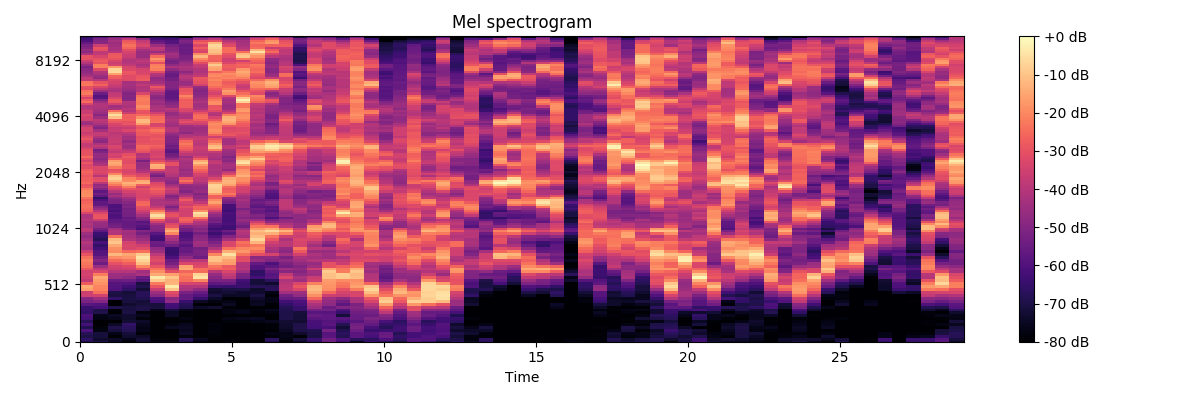 Mel spectrogram
8192
4096
2048
1024
512
0
Hz
0 5 10 15 20 25
Time
+0 dB
-10 dB
-20 dB
-30 dB
-40 dB
-50 dB
-60 dB
-70 dB
-80 dB